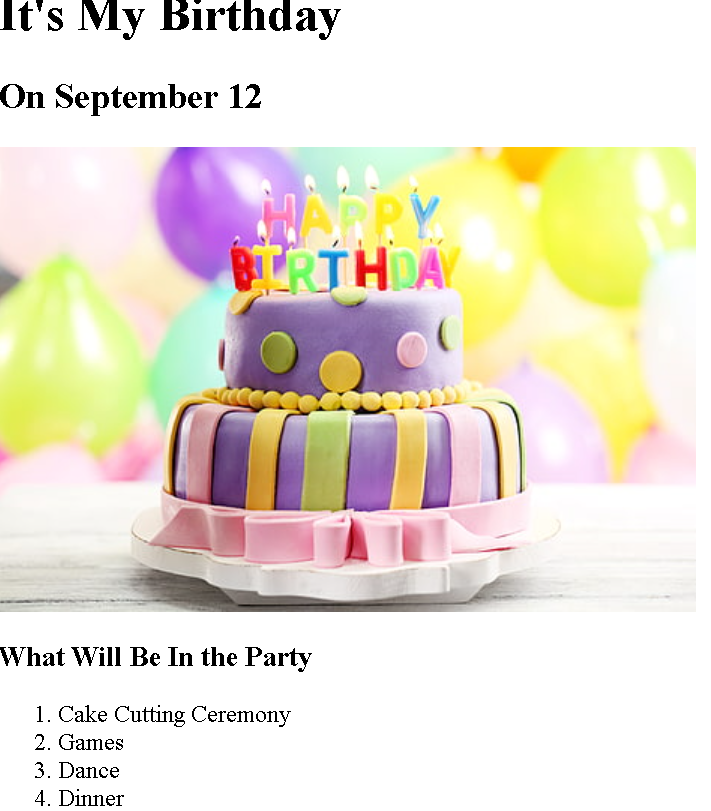 It's My Birthday
On September 12
HAPPY
BIRTHDAY
What Will Be In the Party
1. Cake Cutting Ceremony
2. Games
3. Dance
4. Dinner